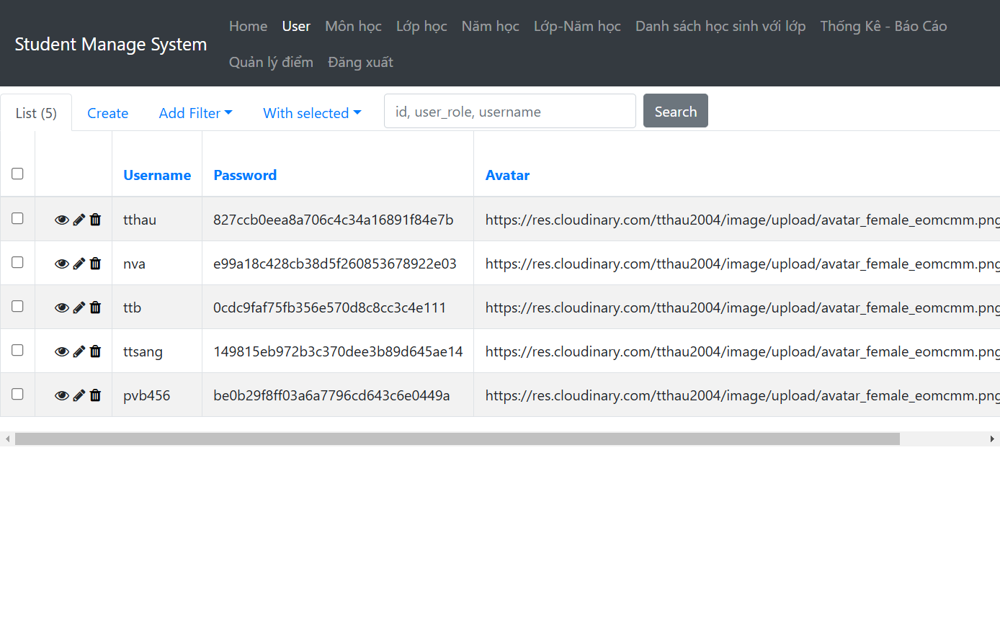 Student Manage System
Home User Môn học Lớp học Năm học Lớp-Năm học Danh sách học sinh với lớp Thống Kê - Báo Cáo
Quản lý điểm Đăng xuất
List (5) Create Add Filter With selected id, user_role, username Search
Username Password Avatar
tthau 827ccb0eea8a706c4c34a16891f84e7b https://res.cloudinary.com/tthau2004/image/upload/avatar_female_eomcmm.png
nva e99a18c428cb38d5f260853678922e03 https://res.cloudinary.com/tthau2004/image/upload/avatar_female_eomcmm.png
ttb 0cdc9faf75fb356e570d8c8cc3c4e111 https://res.cloudinary.com/tthau2004/image/upload/avatar_female_eomcmm.png
ttsang 149815eb972b3c370dee3b89d645ae14 https://res.cloudinary.com/tthau2004/image/upload/avatar_female_eomcmm.png
pvb456 be0b29f8ff03a6a7796cd643c6e0449a https://res.cloudinary.com/tthau2004/image/upload/avatar_female_eomcmm.png